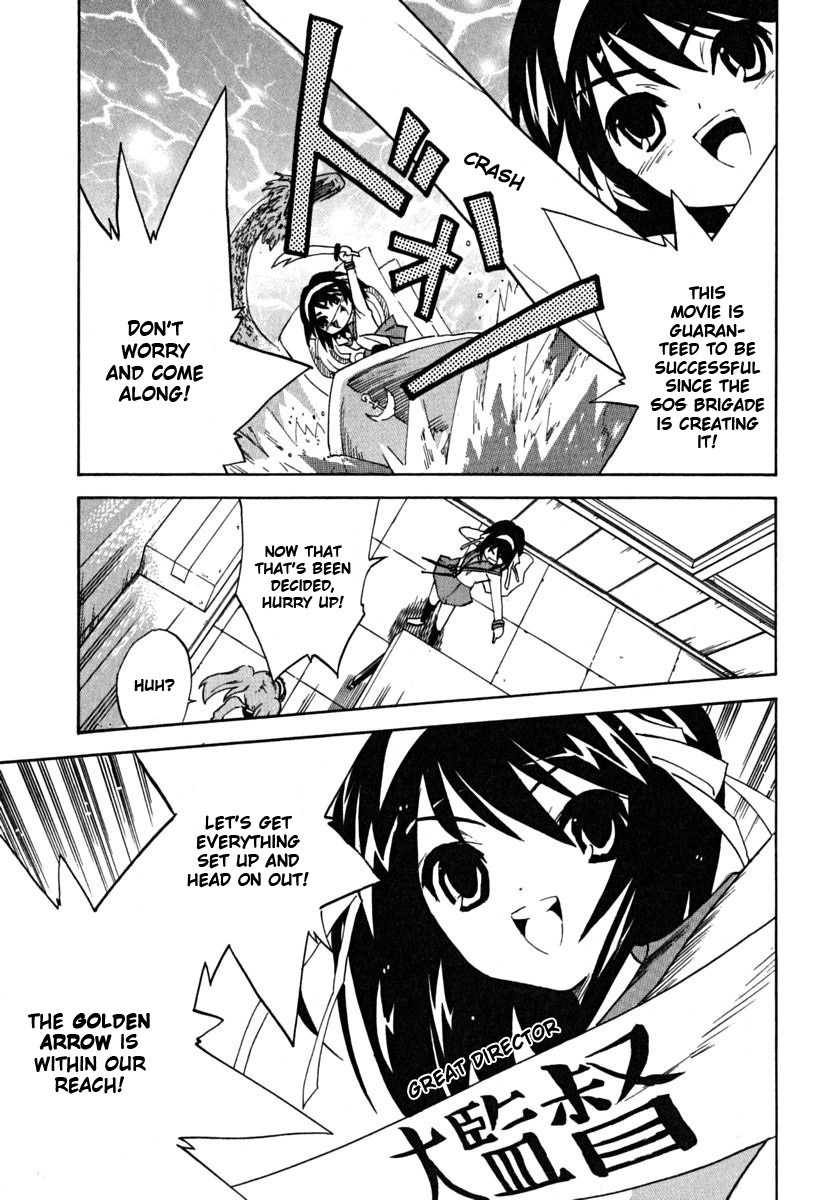 THIS
MOVIE IS
GUARAN-
TEED TO BE
SUCCESSFUL
SINCE THE
SOS BRIGADE
IS CREATING
IT!
CRASH
ドオン
DON'T
WORRY
AND COME
ALONG!
NOW THAT
THAT'S BEEN
DECIDED,
HURRY UP!
HUH?
LET'S GET
EVERYTHING
SET UP AND
HEAD ON OUT!
GREAT DIRECTOR
大監督
THE GOLDEN
ARROW IS
WITHIN OUR
REACH!